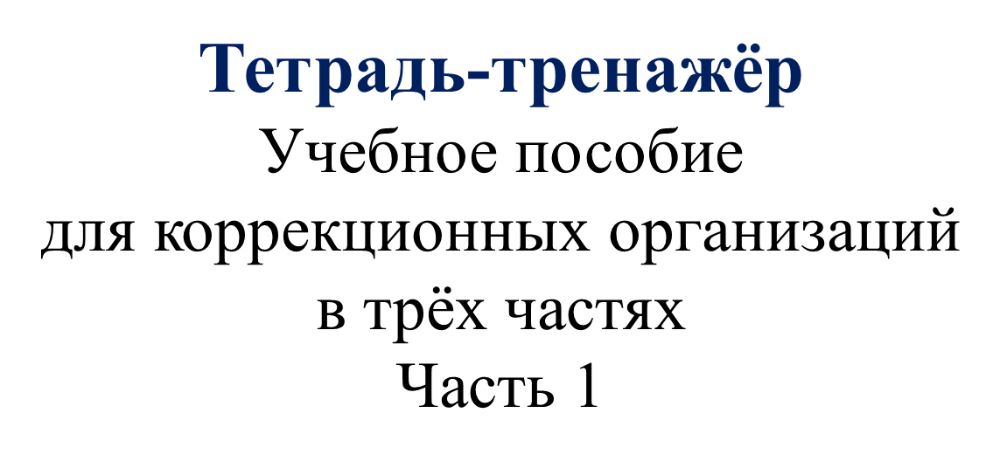 Тетрадь-тренажёр
Учебное пособие
для коррекционных организаций
в трёх частях
Часть 1